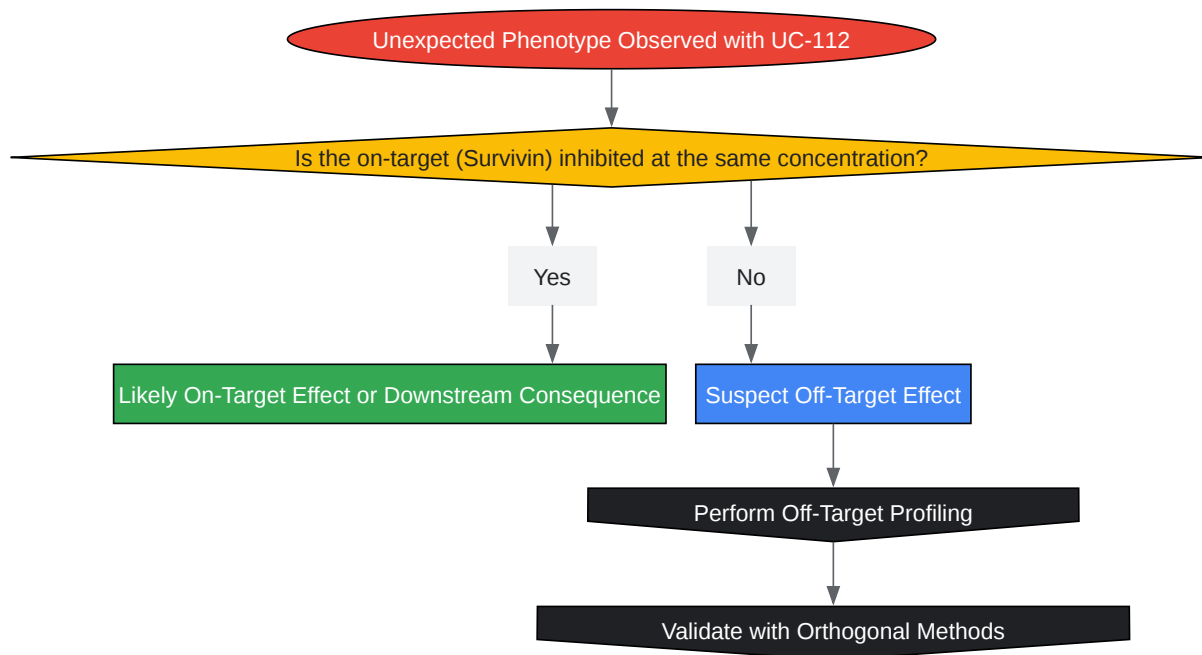 Unexpected Phenotype Observed with UC-112
Is the on-target (Survivin) inhibited at the same concentration?
Yes
No
Likely On-Target Effect or Downstream Consequence
Suspect Off-Target Effect
Perform Off-Target Profiling
Validate with Orthogonal Methods